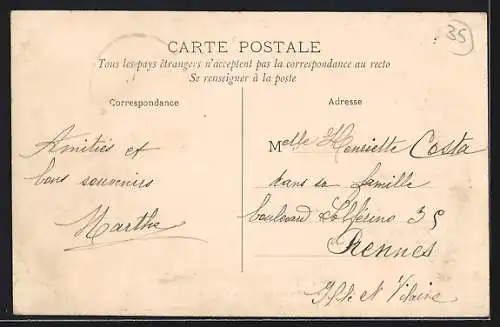 35
CARTE POSTALE
Tous les pays étrangers n'acceptent pas la correspondance au recto
Se renseigner à la poste
Correspondance
Amitiés et
bons souvenirs
Marthe
Adresse
Melle Henriette Costa
dans sa famille
boulevard Solférino 35
Rennes
Ille et Vilaine